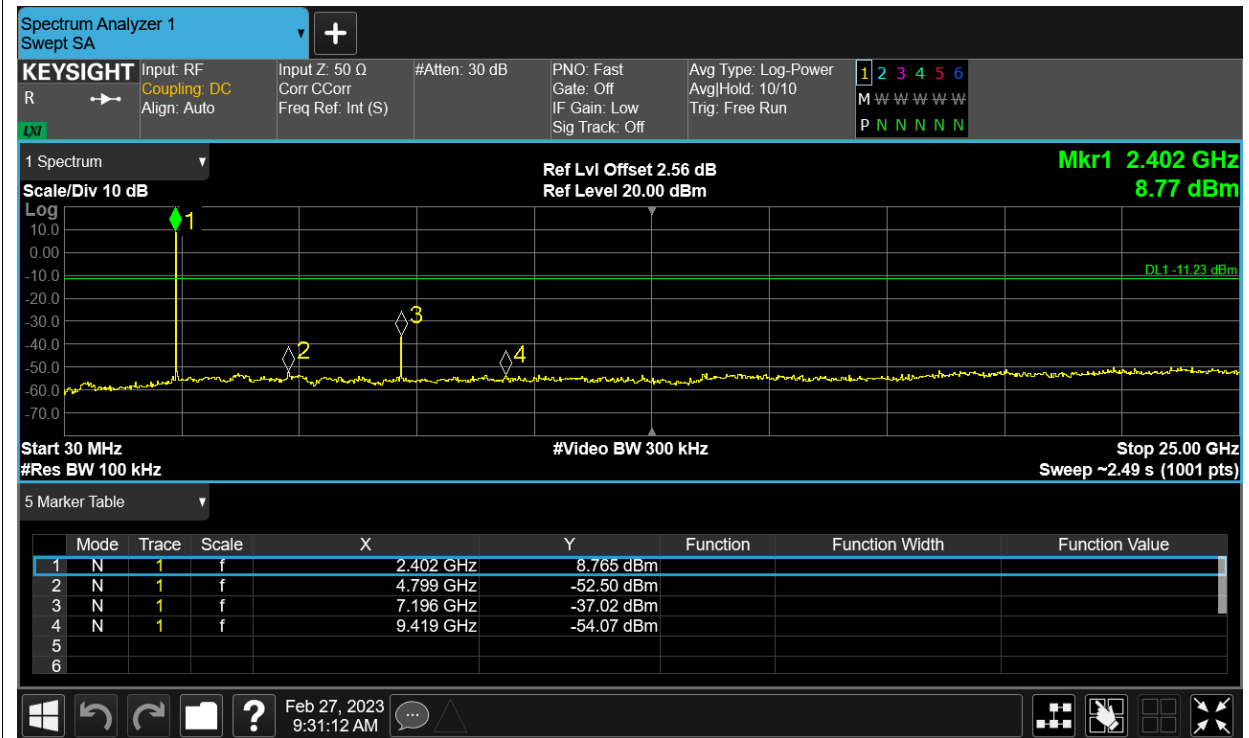 Spectrum Analyzer 1
Swept SA
+
KEYSIGHT
R
LXI
Input: RF
Coupling: DC
Align: Auto
Input Z: 50 Ω
Corr CCorr
Freq Ref: Int (S)
#Atten: 30 dB
PNO: Fast
Gate: Off
IF Gain: Low
Sig Track: Off
Avg Type: Log-Power
Avg|Hold: 10/10
Trig: Free Run
1 2 3 4 5 6
M W W W W W
P N N N N N
1 Spectrum
Scale/Div 10 dB
Ref Lvl Offset 2.56 dB
Ref Level 20.00 dBm
Mkr1 2.402 GHz
8.77 dBm
Log
10.0
0.00
-10.0
-20.0
-30.0
-40.0
-50.0
-60.0
-70.0
1
2
3
4
DL1 -11.23 dBm
Start 30 MHz
#Video BW 300 kHz
Stop 25.00 GHz
#Res BW 100 kHz
Sweep ~2.49 s (1001 pts)
5 Marker Table
Mode Trace Scale X Y Function Function Width Function Value
1 N 1 f 2.402 GHz 8.765 dBm
2 N 1 f 4.799 GHz -52.50 dBm
3 N 1 f 7.196 GHz -37.02 dBm
4 N 1 f 9.419 GHz -54.07 dBm
5
6
?
Feb 27, 2023
9:31:12 AM